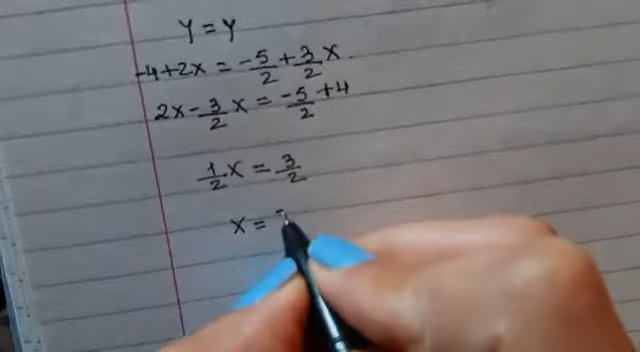 Y = Y
-4+2x = -5/2 + 3/2 x
2x - 3/2 x = -5/2 + 4
1/2 x = 3/2
x =